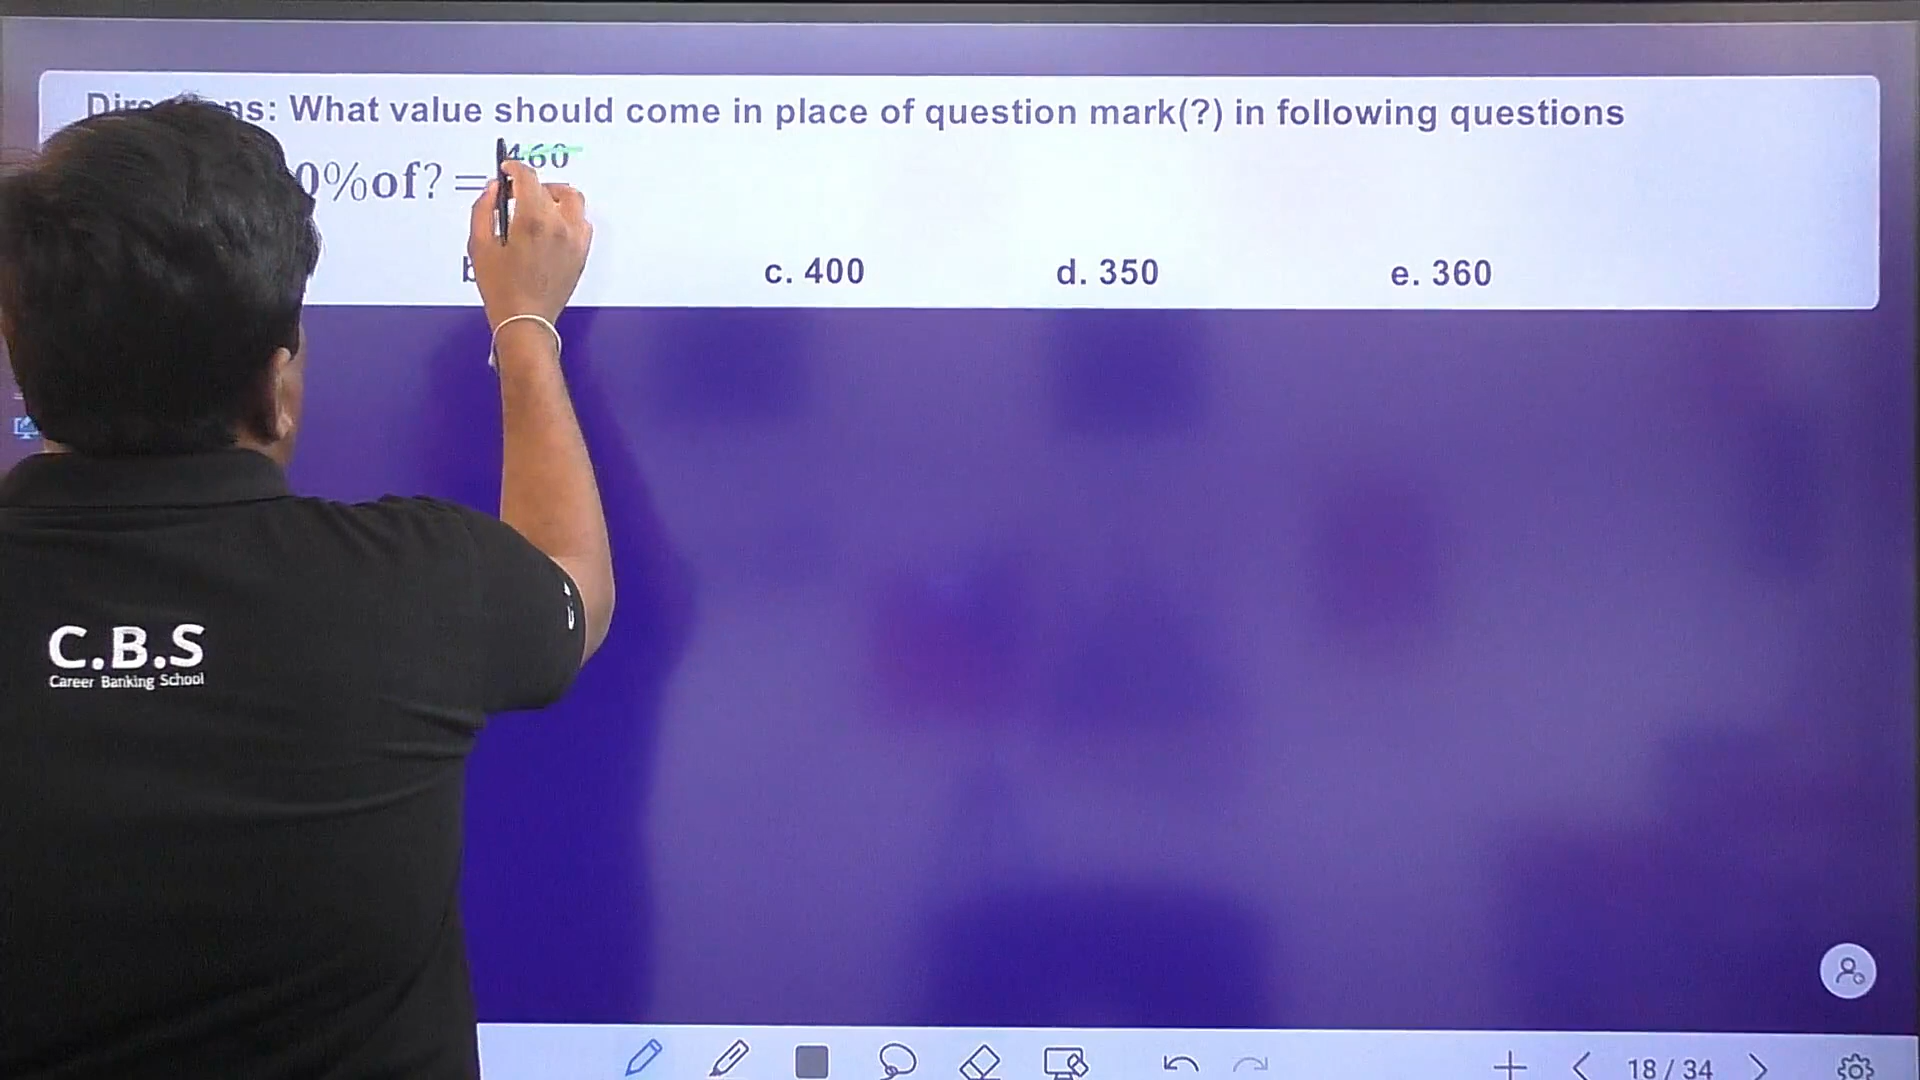 What value should come in place of question mark(?) in following questions
0%of? = 460
c. 400 d. 350 e. 360
C.B.S
Career Banking School
18 / 34